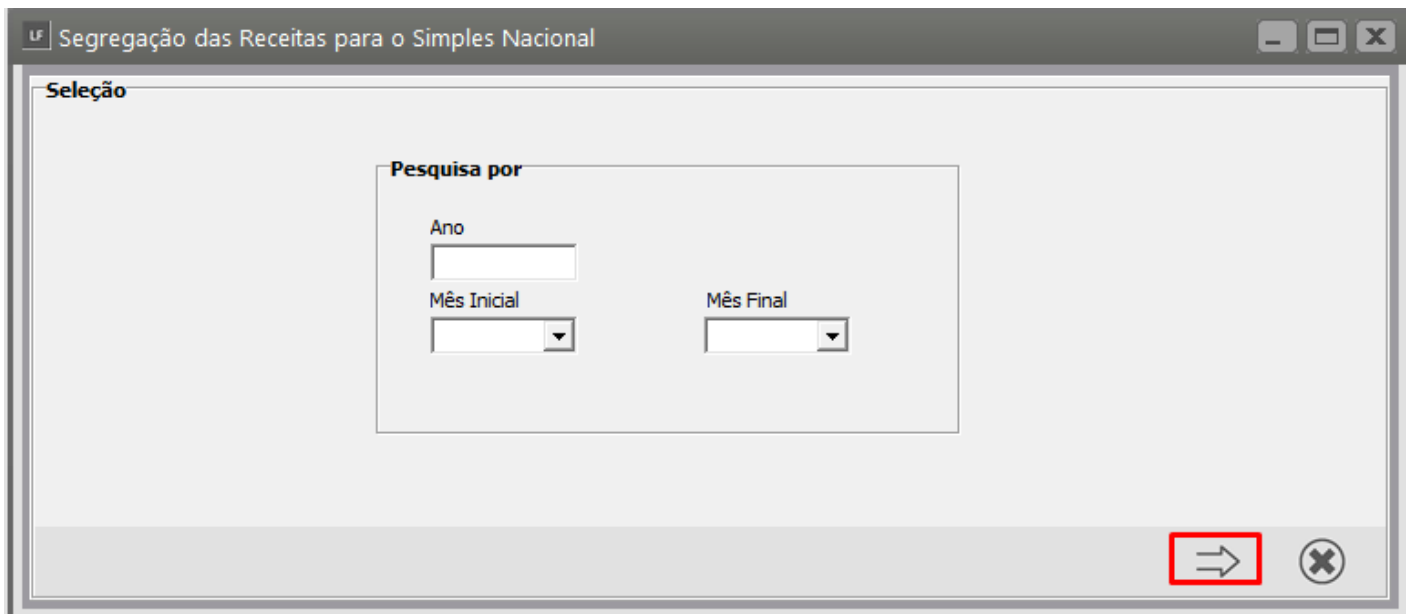 LF Segregação das Receitas para o Simples Nacional
Seleção
Pesquisa por
Ano
Mês Inicial Mês Final